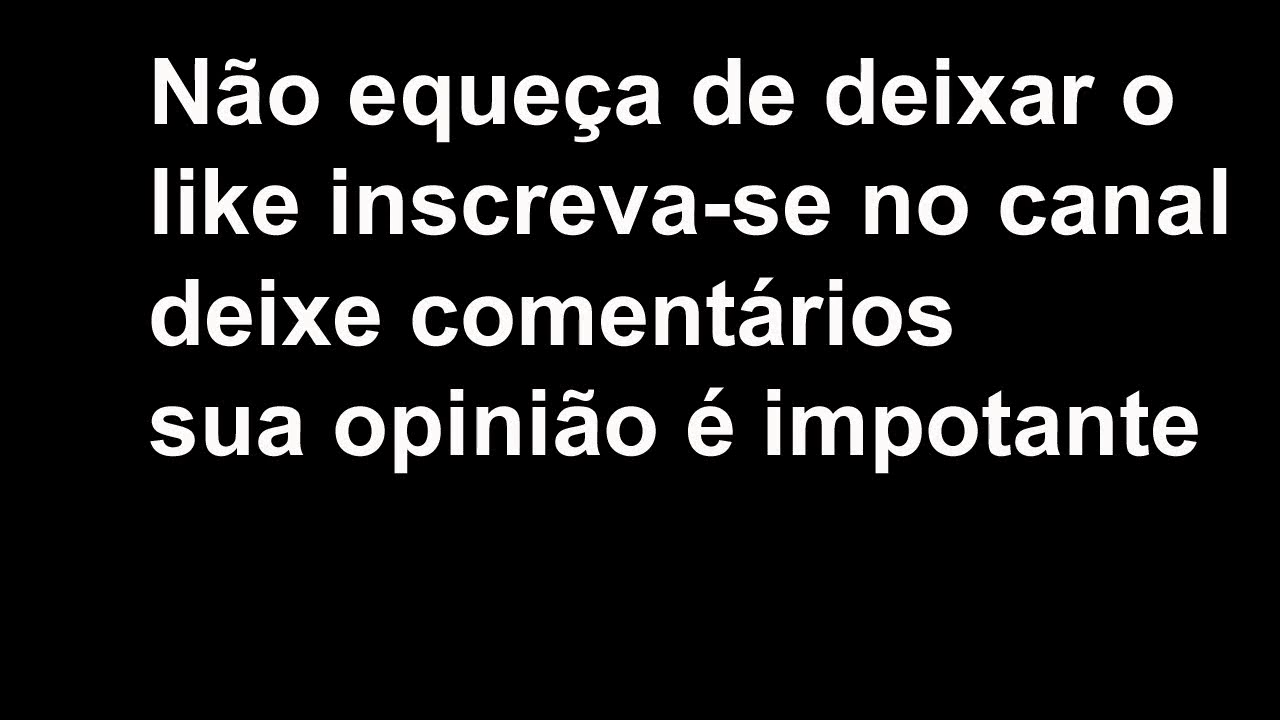 Não equeça de deixar o
like inscreva-se no canal
deixe comentários
sua opinião é impotante